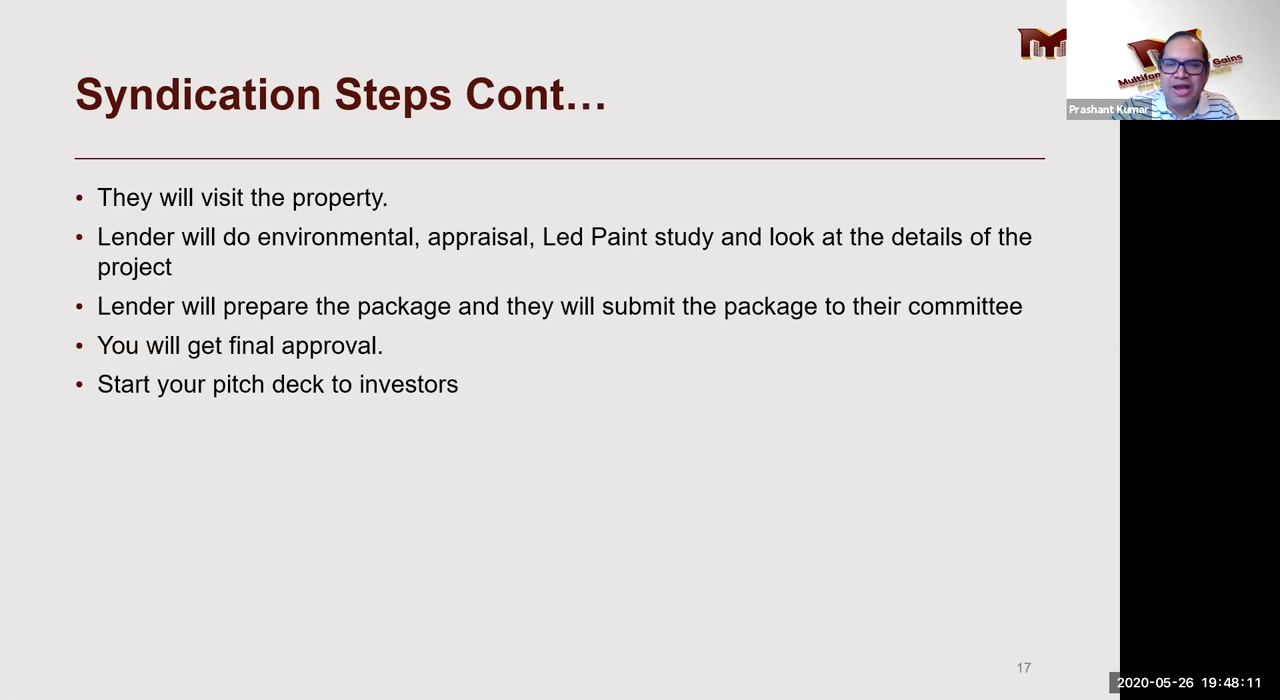 Syndication Steps Cont…
• They will visit the property.
• Lender will do environmental, appraisal, Led Paint study and look at the details of the
project
• Lender will prepare the package and they will submit the package to their committee
• You will get final approval.
• Start your pitch deck to investors
17
Gains
Prashant Kumar
2020-05-26 19:48:11